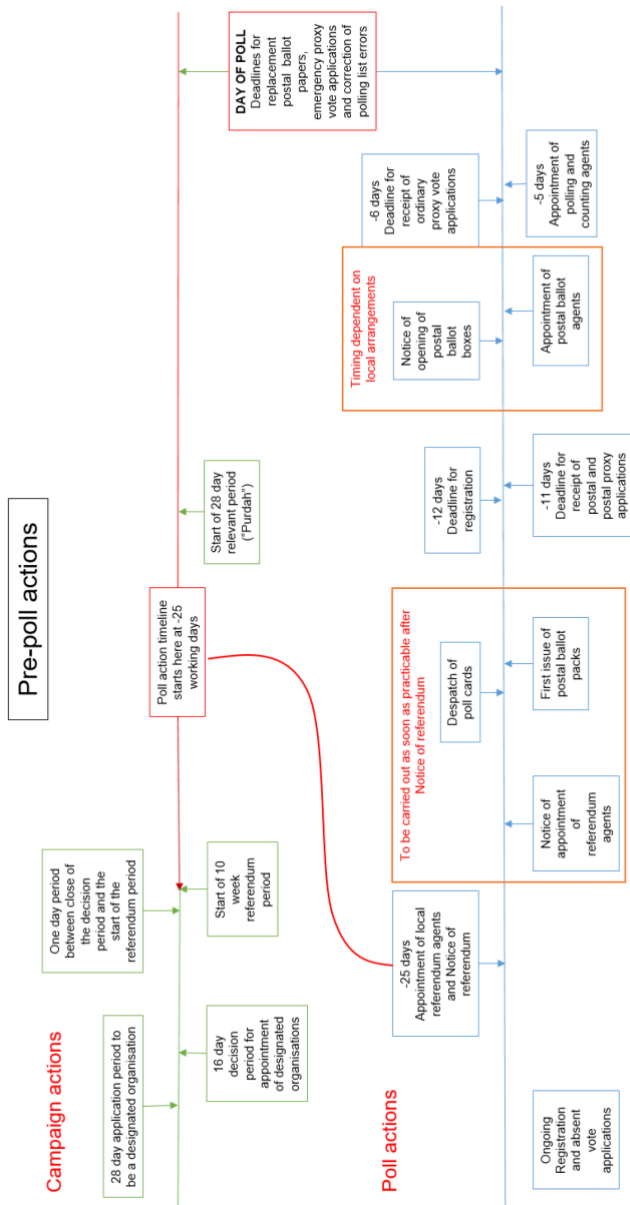 Pre-poll actions
Campaign actions
28 day application period to
be a designated organisation
16 day
decision period for
appointment
of designated
organisations
One day period
between close of
the decision
period and the
start of the
referendum period
Start of 10
week
referendum
period
Poll action timeline
starts here at -25
working days
Start of 28 day
relevant period
("Purdah")
DAY OF POLL
Deadlines for
replacement
postal ballot
papers,
emergency proxy
vote applications
and correction of
polling list errors
Poll actions
Ongoing
Registration
and absent
vote
applications
-25 days
Appointment of local
referendum agents
and Notice of
referendum
To be carried out as soon as practicable after
Notice of referendum
Notice of
appointment
of
referendum
agents
Despatch of
poll cards
First issue of
postal ballot
packs
-12 days
Deadline for
registration
-11 days
Deadline for
receipt of
postal and
postal proxy
applications
Timing dependent on
local arrangements
Notice of
opening of
postal
ballot
boxes
Appointment of
postal ballot
agents
-6 days
Deadline for
receipt of
ordinary
proxy vote
applications
-5 days
Appointment of
polling and
counting agents